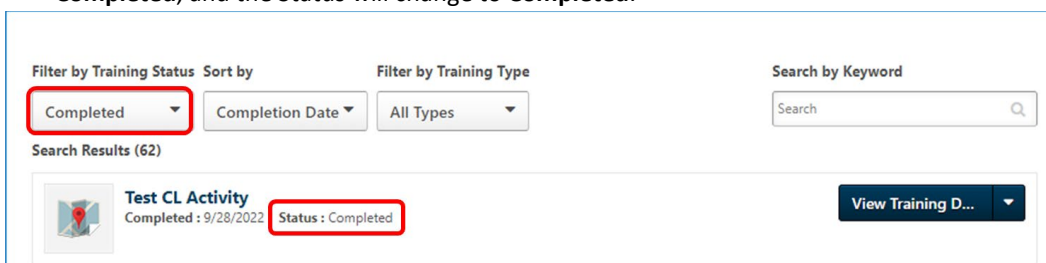 Completed, and the Status will change to Completed.
Filter by Training Status Sort by Filter by Training Type Search by Keyword
Completed Completion Date All Types Search
Search Results (62)
Test CL Activity
Completed : 9/28/2022 Status : Completed
View Training D...